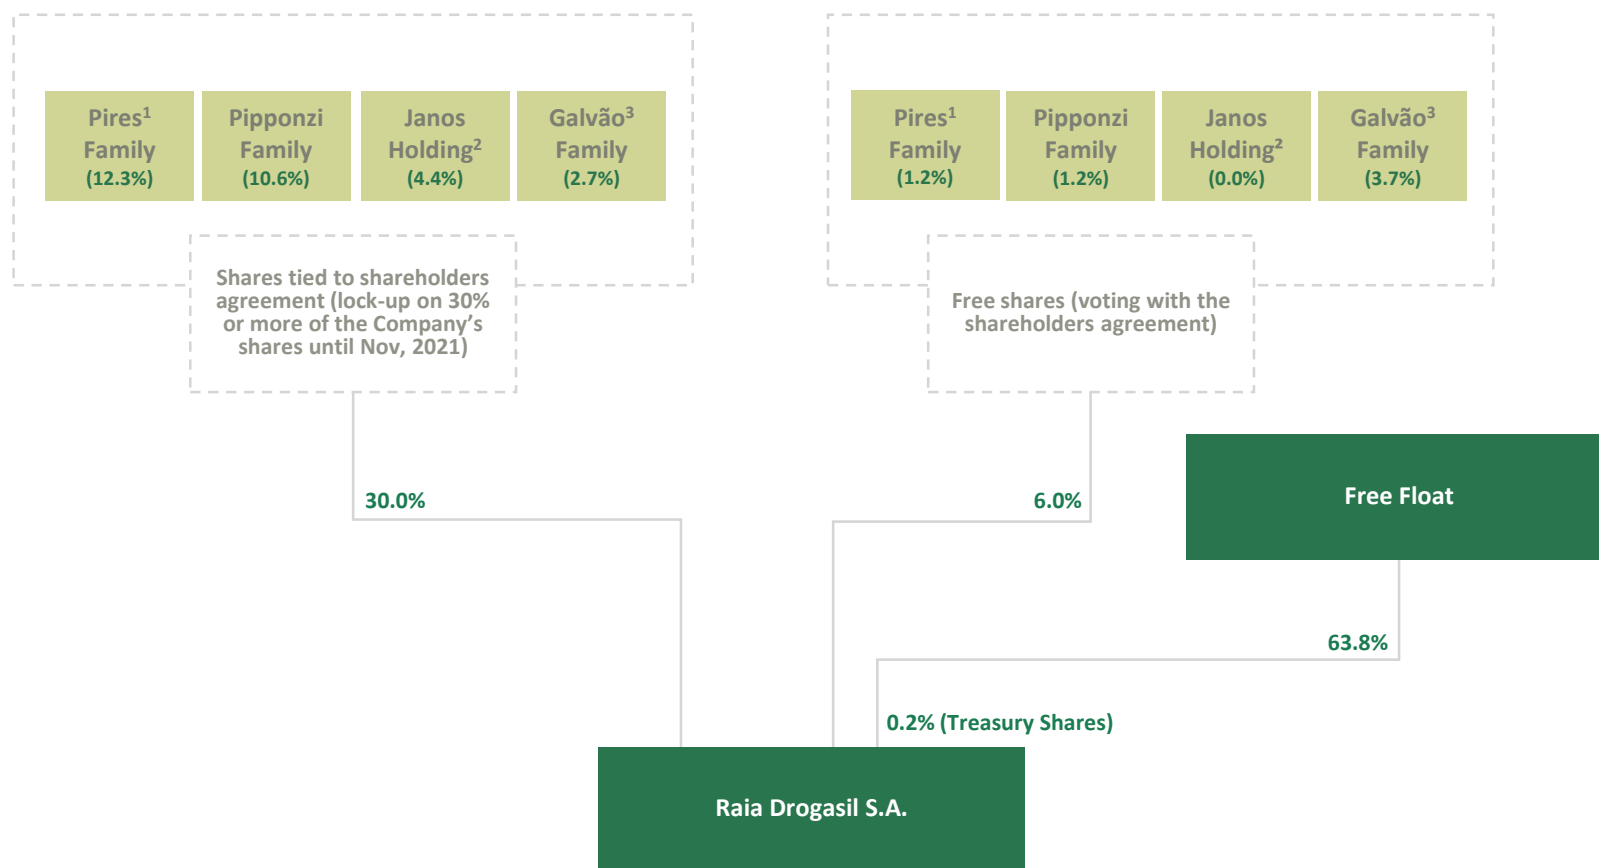 Pires¹
Family
(12.3%)
Pipponzi
Family
(10.6%)
Janos
Holding²
(4.4%)
Galvão³
Family
(2.7%)
Shares tied to shareholders
agreement (lock-up on 30%
or more of the Company’s
shares until Nov, 2021)
Pires¹
Family
(1.2%)
Pipponzi
Family
(1.2%)
Janos
Holding²
(0.0%)
Galvão³
Family
(3.7%)
Free shares (voting with the
shareholders agreement)
30.0%
6.0%
Free Float
63.8%
0.2% (Treasury Shares)
Raia Drogasil S.A.